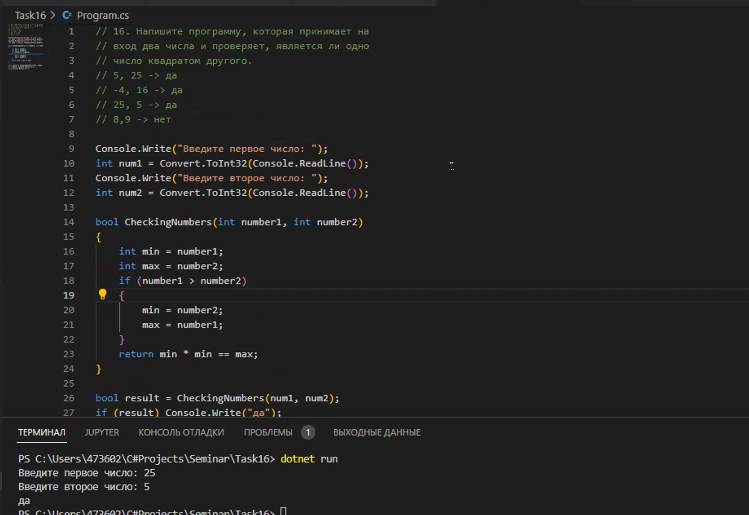 Task16 > Program.cs
1 // 16. Напишите программу, которая принимает на
2 // вход два числа и проверяет, является ли одно
3 // число квадратом другого.
4 // 5, 25 -> да
5 // -4, 16 -> да
6 // 25, 5 -> да
7 // 8,9 -> нет
8
9 Console.Write("Введите первое число: ");
10 int num1 = Convert.ToInt32(Console.ReadLine());
11 Console.Write("Введите второе число: ");
12 int num2 = Convert.ToInt32(Console.ReadLine());
13
14 bool CheckingNumbers(int number1, int number2)
15 {
16 int min = number1;
17 int max = number2;
18 if (number1 > number2)
19 {
20 min = number2;
21 max = number1;
22 }
23 return min * min == max;
24 }
25
26 bool result = CheckingNumbers(num1, num2);
27 if (result) Console.Write("да");
ТЕРМИНАЛ JUPYTER КОНСОЛЬ ОТЛАДКИ ПРОБЛЕМЫ 1 ВЫХОДНЫЕ ДАННЫЕ
PS C:\Users\473602\C#Projects\Seminar\Task16> dotnet run
Введите первое число: 25
Введите второе число: 5
да
PS C:\Users\473602\C#Projects\Seminar\Task16>